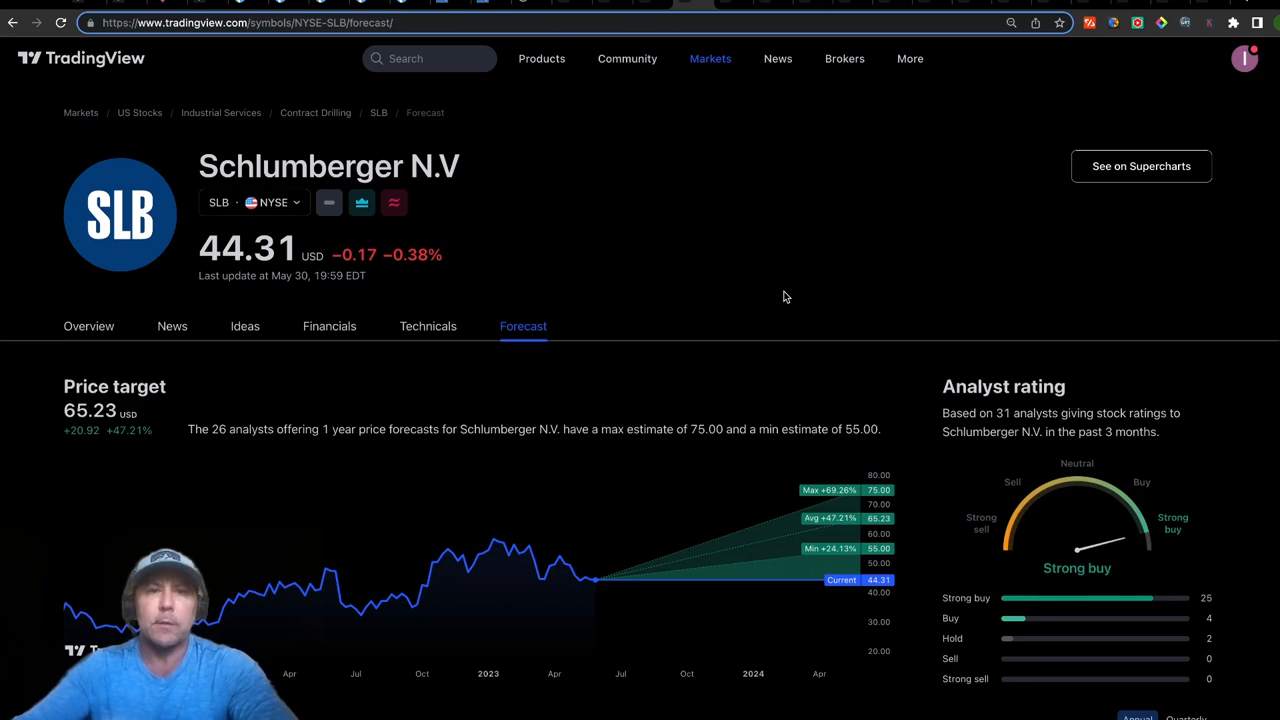 https://www.tradingview.com/symbols/NYSE-SLB/forecast/
TradingView
Search
Products
Community
Markets
News
Brokers
More
I
Markets / US Stocks / Industrial Services / Contract Drilling / SLB / Forecast
Schlumberger N.V
See on Supercharts
SLB
SLB · NYSE
44.31 USD −0.17 −0.38%
Last update at May 30, 19:59 EDT
Overview
News
Ideas
Financials
Technicals
Forecast
Price target
65.23 USD
+20.92 +47.21%
The 26 analysts offering 1 year price forecasts for Schlumberger N.V. have a max estimate of 75.00 and a min estimate of 55.00.
80.00
Max +69.26% 75.00
70.00
Avg +47.21% 65.23
60.00
Min +24.13% 55.00
50.00
Current 44.31
40.00
30.00
20.00
Apr
Jul
Oct
2023
Apr
Jul
Oct
2024
Apr
Analyst rating
Based on 31 analysts giving stock ratings to
Schlumberger N.V. in the past 3 months.
Neutral
Sell
Buy
Strong
sell
Strong
buy
Strong buy
Strong buy 25
Buy 4
Hold 2
Sell 0
Strong sell 0
Annual
Quarterly